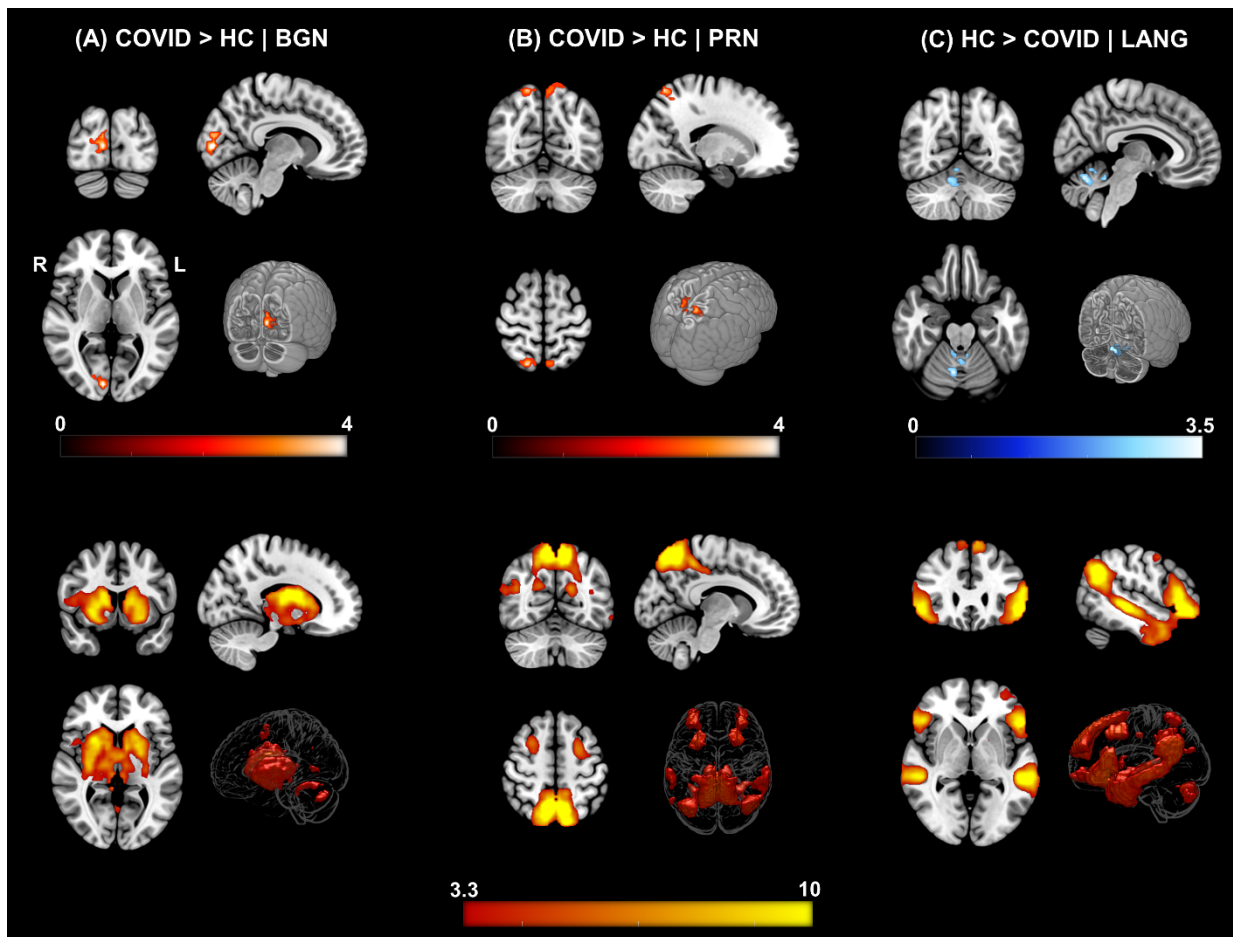 (A) COVID > HC | BGN
(B) COVID > HC | PRN
(C) HC > COVID | LANG
R L
0 4
0 4
0 3.5
3.3 10